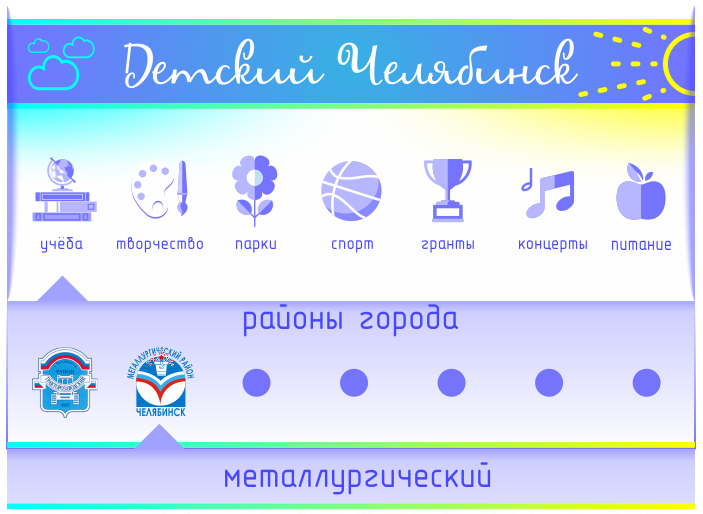 Детский Челябинск
учёба творчество парки спорт гранты концерты питание
районы города
МЕТАЛЛУРГИЧЕСКИЙ РАЙОН
ЧЕЛЯБИНСК
металлургический